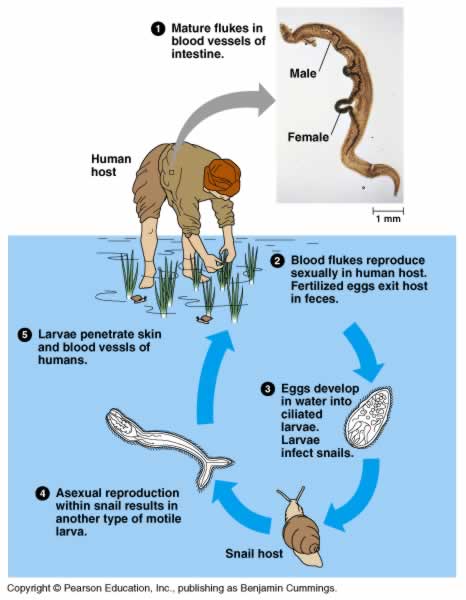 1 Mature flukes in
blood vessels of
intestine.
Male
Female
1 mm
Human
host
2 Blood flukes reproduce
sexually in human host.
Fertilized eggs exit host
in feces.
3 Eggs develop
in water into
ciliated
larvae.
Larvae
infect snails.
Snail host
4 Asexual reproduction
within snail results in
another type of motile
larva.
5 Larvae penetrate skin
and blood vessls of
humans.
Copyright © Pearson Education, Inc., publishing as Benjamin Cummings.